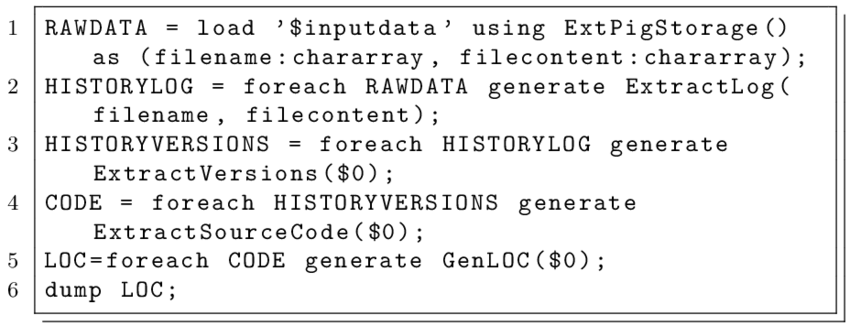 1 RAWDATA = load '$inputdata' using ExtPigStorage()
as (filename:chararray, filecontent:chararray);
2 HISTORYLOG = foreach RAWDATA generate ExtractLog(
filename, filecontent);
3 HISTORYVERSIONS = foreach HISTORYLOG generate
ExtractVersions($0);
4 CODE = foreach HISTORYVERSIONS generate
ExtractSourceCode($0);
5 LOC=foreach CODE generate GenLOC($0);
6 dump LOC;